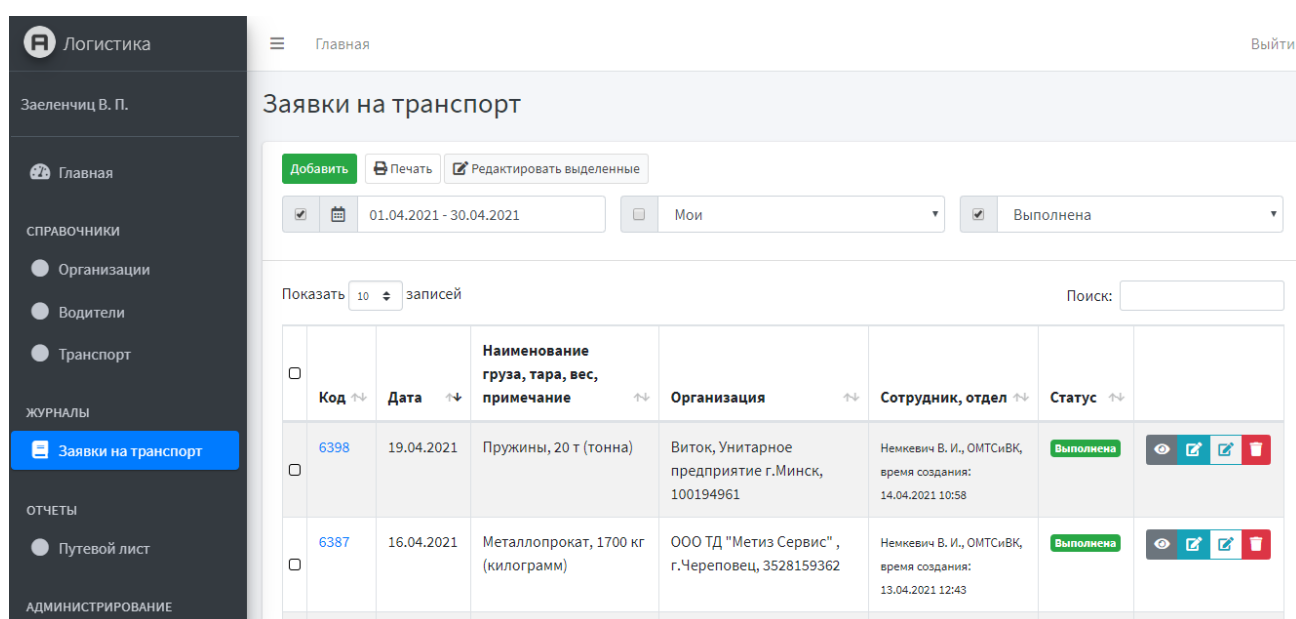 Логистика
Главная
Выйти
Заеленчиц В. П.
Заявки на транспорт
Главная
СПРАВОЧНИКИ
Организации
Водители
Транспорт
ЖУРНАЛЫ
Заявки на транспорт
ОТЧЕТЫ
Путевой лист
АДМИНИСТРИРОВАНИЕ
Добавить
Печать
Редактировать выделенные
01.04.2021 - 30.04.2021
Мои
Выполнена
Показать 10 записей
Поиск:
Код
Дата
Наименование
груза, тара, вес,
примечание
Организация
Сотрудник, отдел
Статус
6398
19.04.2021
Пружины, 20 т (тонна)
Виток, Унитарное
предприятие г.Минск,
100194961
Немкевич В. И., ОМТСиВК,
время создания:
14.04.2021 10:58
Выполнена
6387
16.04.2021
Металлопрокат, 1700 кг
(килограмм)
ООО ТД "Метиз Сервис" ,
г.Череповец, 3528159362
Немкевич В. И., ОМТСиВК,
время создания:
13.04.2021 12:43
Выполнена